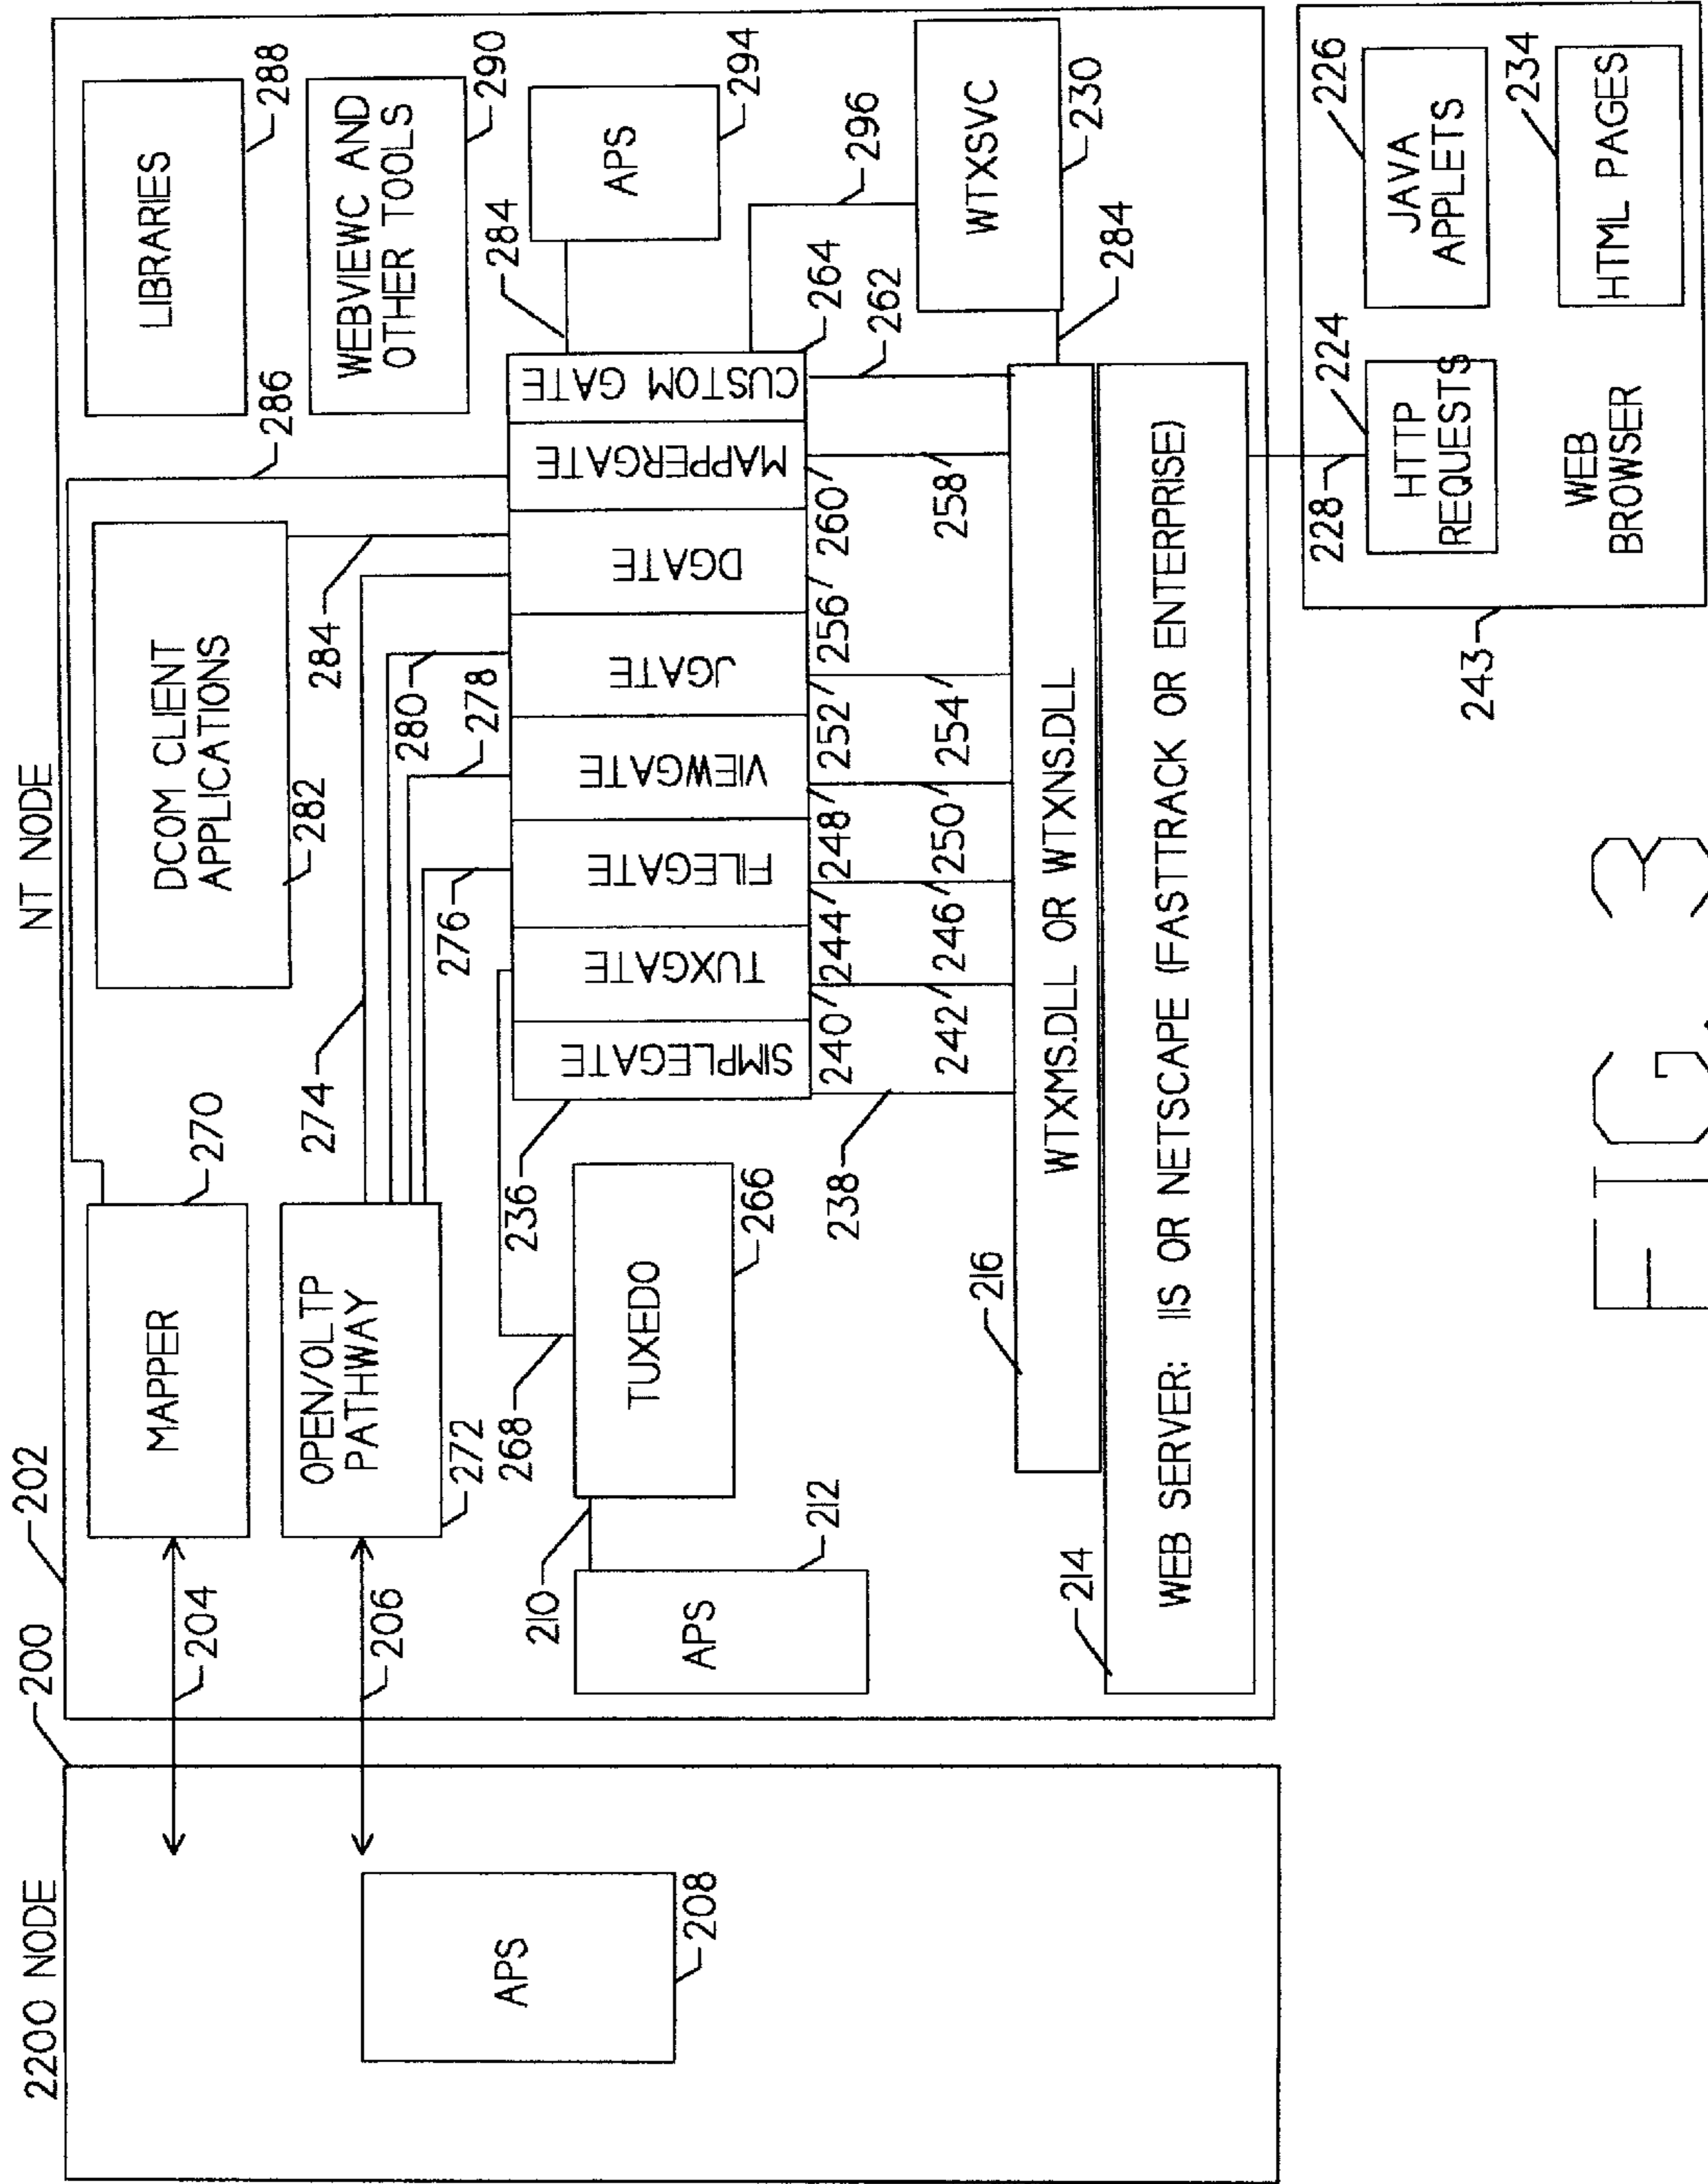 2200 NODE
200
202
NT NODE
APS
208
204
206
MAPPER
270
OPEN/OLTP
PATHWAY
272
274
276
278
280
DCOM CLIENT
APPLICATIONS
282
284
286
LIBRARIES
288
WEBVIEWC AND
OTHER TOOLS
290
APS
294
284
296
WTXSVC
230
284
APS
212
210
TUXEDO
266
268
236
SIMPLEGATE
TUXGATE
FILEGATE
VIEWGATE
JGATE
DGATE
MAPPERGATE
CUSTOM GATE
264
262
240
244
248
252
256
260
238
242
246
250
254
258
216
WTXMS.DLL OR WTXNS.DLL
214
WEB SERVER: IIS OR NETSCAPE (FASTTRACK OR ENTERPRISE)
243
228
224
HTTP
REQUESTS
JAVA
APPLETS
226
WEB
BROWSER
HTML PAGES
234
FIG. 3